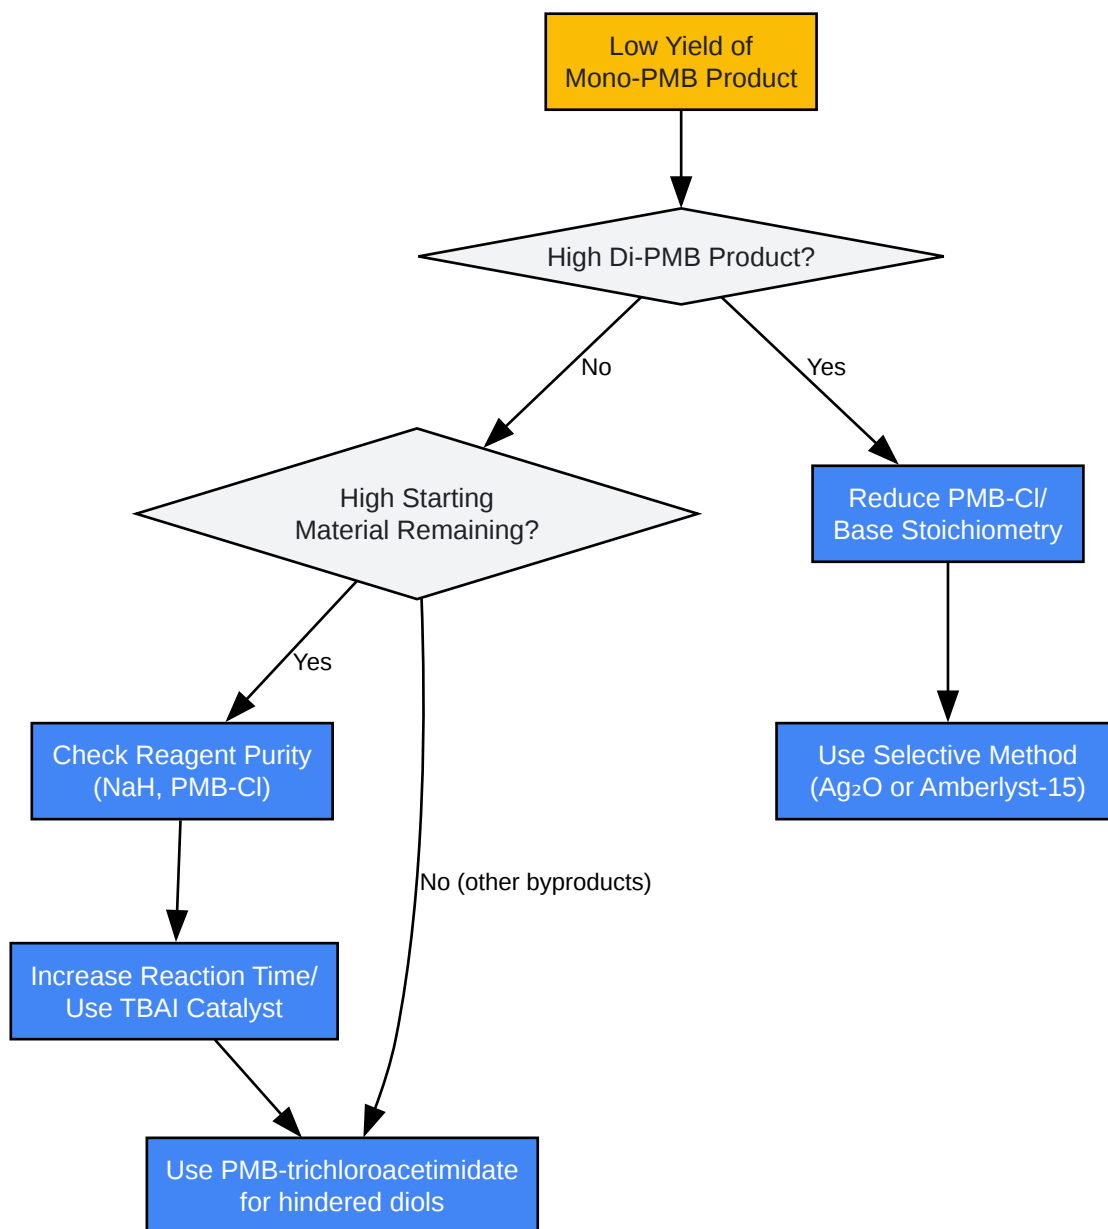 Low Yield of
Mono-PMB Product
High Di-PMB Product?
No
Yes
High Starting
Material Remaining?
Reduce PMB-Cl/
Base Stoichiometry
Yes
Check Reagent Purity
(NaH, PMB-Cl)
Use Selective Method
(Ag₂O or Amberlyst-15)
No (other byproducts)
Increase Reaction Time/
Use TBAI Catalyst
Use PMB-trichloroacetimidate
for hindered diols